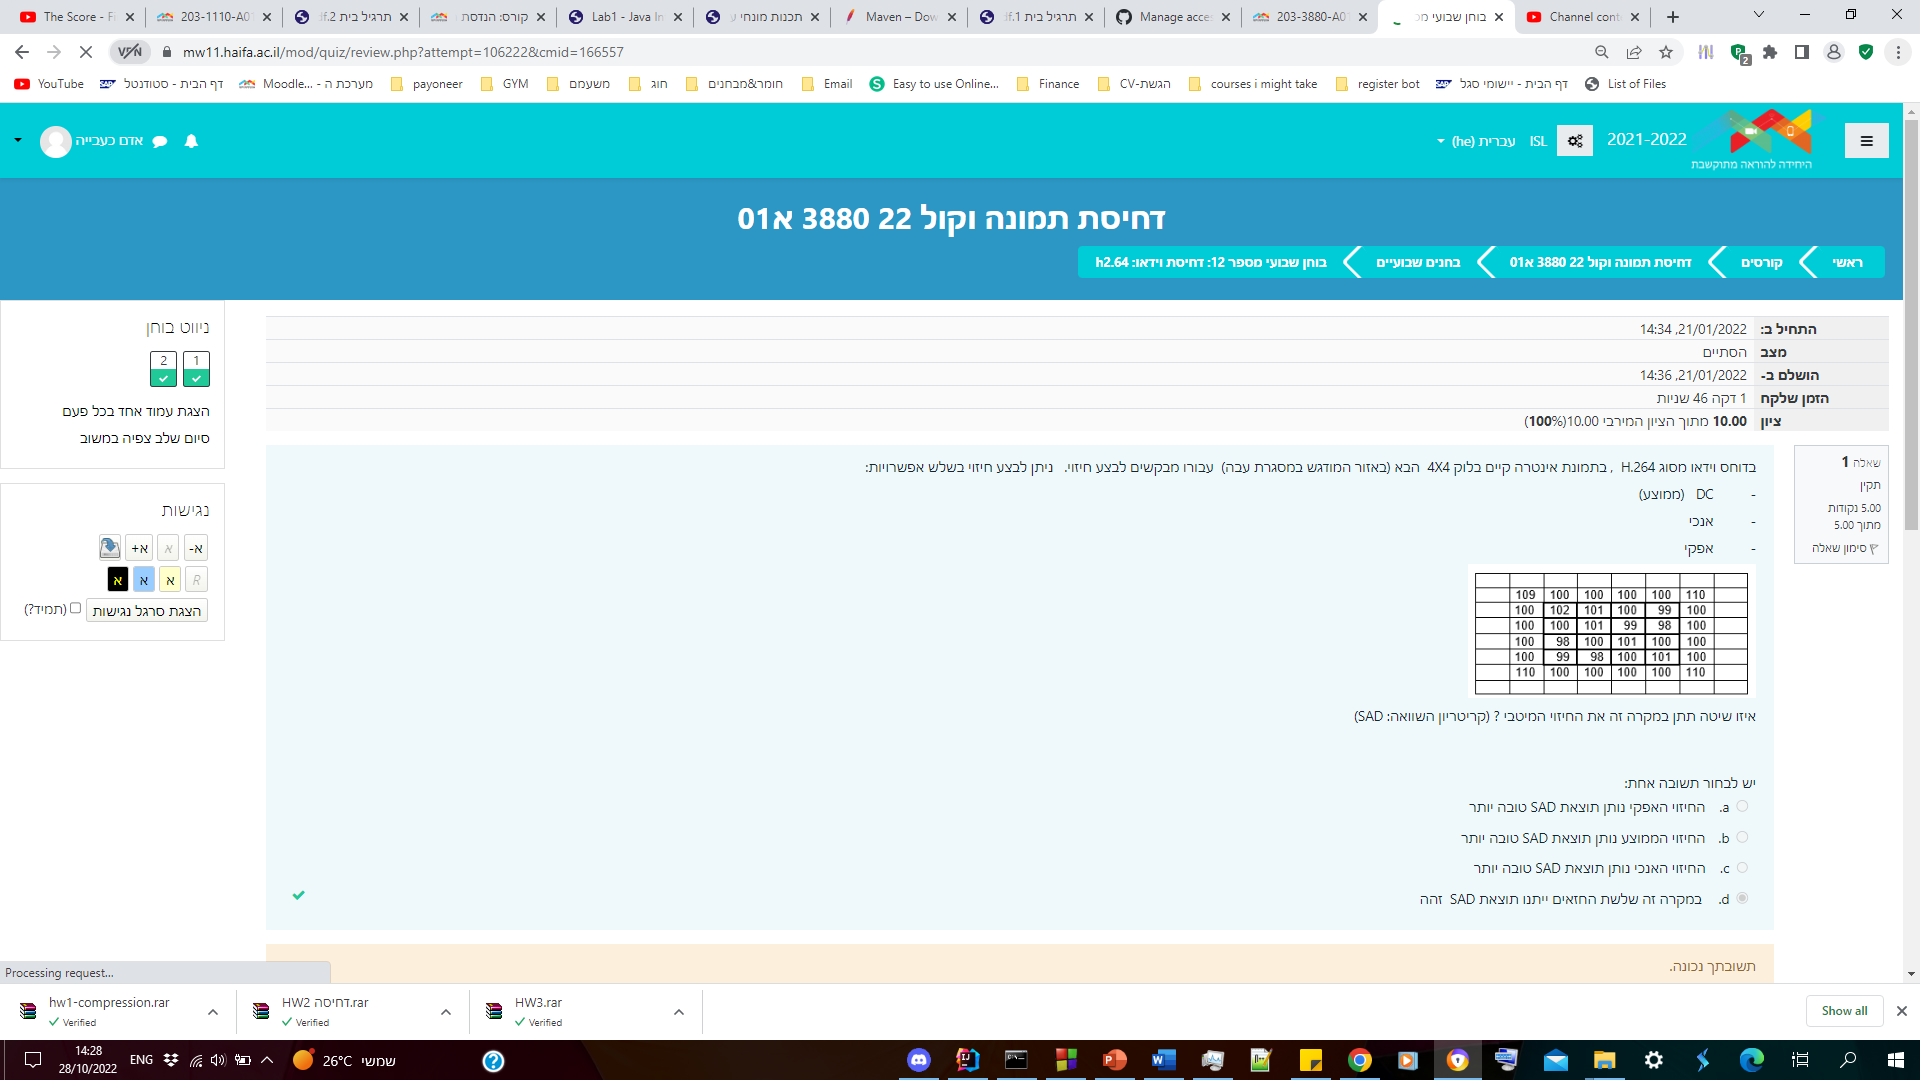 The Score - F
203-1110-A01
תרגיל בית 2.f
קורס: הנדסת
Lab1 - Java In
תכנות מונחי ע
Maven – Dow
תרגיל בית 1.f
Manage acce
203-3880-A01
בוחן שבועי מס
Channel cont
VPN
mw11.haifa.ac.il/mod/quiz/review.php?attempt=106222&cmid=166557
2
YouTube
דף הבית - סטודנטל
Moodle... - מערכת ה
payoneer
GYM
משעמם
חוג
חומר&מבחנים
Email
Easy to use Online...
Finance
CV-הגשת
courses i might take
register bot
דף הבית - יישומי סגל
List of Files
2021-2022
ISL
עברית ‎(he)‎
אדם כעבייה
היחידה להוראה מתוקשבת
דחיסת תמונה וקול 22 3880 א01
ראשי
קורסים
דחיסת תמונה וקול 22 3880 א01
בחנים שבועיים
בוחן שבועי מספר 12: דחיסת וידאו: h2.64
ניווט בוחן
1
2
הצגת עמוד אחד בכל פעם
סיום שלב צפיה במשוב
נגישות
א-
א
א+
R
א
א
א
הצגת סרגל נגישות
(תמיד?)
התחיל ב: 21/01/2022, 14:34
מצב הסתיים
הושלם ב- 21/01/2022, 14:36
הזמן שלקח 1 דקה 46 שניות
ציון 10.00 מתוך הציון המירבי 10.00(100%)
שאלה 1
תקין
5.00 נקודות
מתוך 5.00
סימון שאלה
בדוחס וידאו מסוג H.264 , בתמונת אינטרה קיים בלוק 4X4 הבא (באזור המודגש במסגרת עבה) עבורו מבקשים לבצע חיזוי. ניתן לבצע חיזוי בשלש אפשרויות:
- DC (ממוצע)
- אנכי
- אפקי
109 100 100 100 100 110
100 102 101 100 99 100
100 100 101 99 98 100
100 98 100 101 100 100
100 99 98 100 101 100
110 100 100 100 100 110
איזו שיטה תתן במקרה זה את החיזוי המיטבי ? (קריטריון השוואה: SAD)
יש לבחור תשובה אחת:
a. החיזוי האפקי נותן תוצאת SAD טובה יותר
b. החיזוי הממוצע נותן תוצאת SAD טובה יותר
c. החיזוי האנכי נותן תוצאת SAD טובה יותר
d. במקרה זה שלשת החזאים ייתנו תוצאת SAD זהה
תשובתך נכונה.
Processing request...
hw1-compression.rar
Verified
HW2 דחיסה.rar
Verified
HW3.rar
Verified
Show all
14:28
28/10/2022
ENG
26°C שמשי